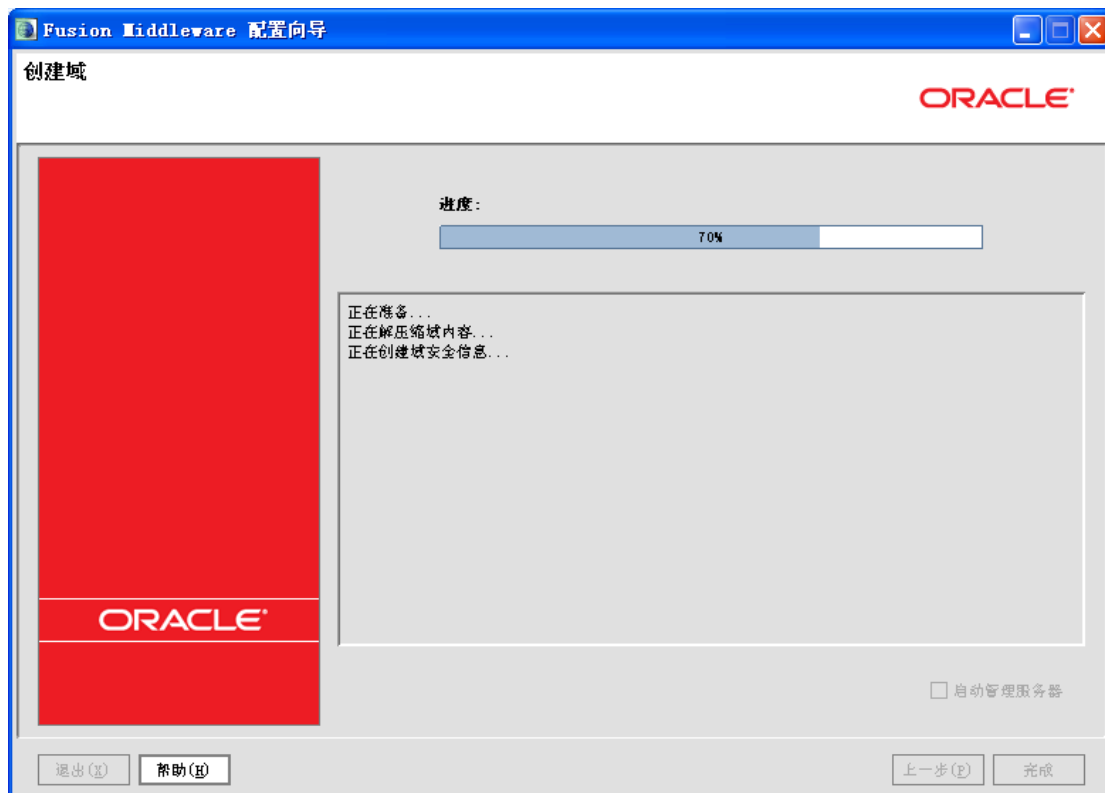 Fusion Middleware 配置向导
创建域
ORACLE
进度:
70%
正在准备...
正在解压缩域内容...
正在创建域安全信息...
ORACLE
启动管理服务器
退出(X)
帮助(H)
上一步(P)
完成